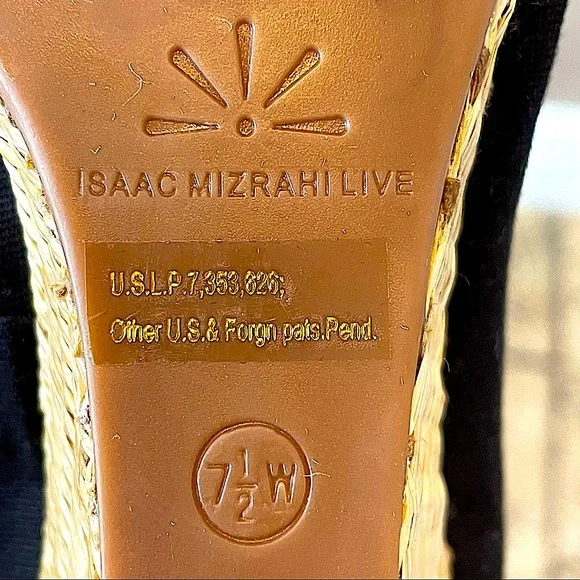 ISAAC MIZRAHI LIVE
U.S.L.P.7,353,626;
Other U.S.& Forgn pats.Pend.
7 1/2 W